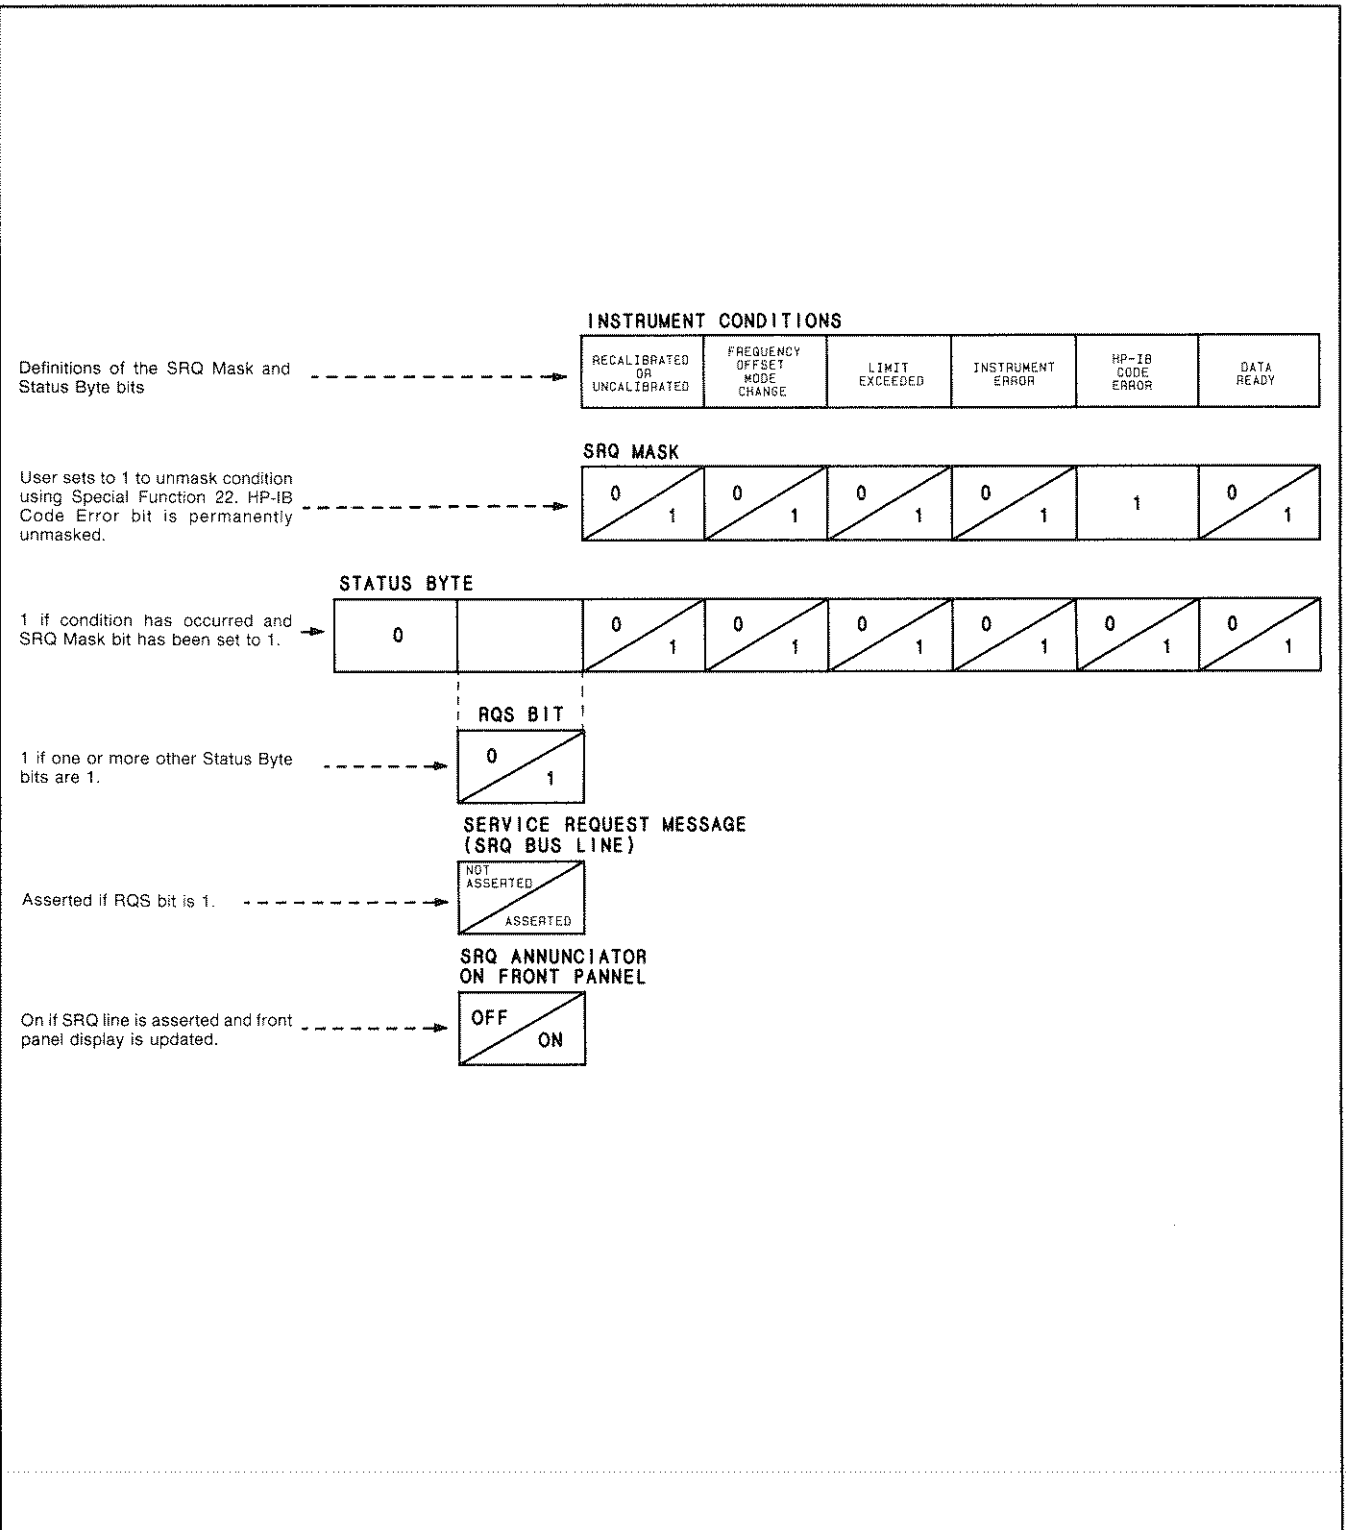 INSTRUMENT CONDITIONS
Definitions of the SRQ Mask and
Status Byte bits
RECALIBRATED
OR
UNCALIBRATED
FREQUENCY
OFFSET
MODE
CHANGE
LIMIT
EXCEEDED
INSTRUMENT
ERROR
HP-IB
CODE
ERROR
DATA
READY
SRQ MASK
User sets to 1 to unmask condition
using Special Function 22. HP-IB
Code Error bit is permanently
unmasked.
0 1 0 1 0 1 0 1 1 0 1
STATUS BYTE
1 if condition has occurred and
SRQ Mask bit has been set to 1.
0 0 1 0 1 0 1 0 1 0 1 0 1
RQS BIT
1 if one or more other Status Byte
bits are 1.
0
1
SERVICE REQUEST MESSAGE
(SRQ BUS LINE)
Asserted if RQS bit is 1.
NOT
ASSERTED
ASSERTED
SRQ ANNUNCIATOR
ON FRONT PANNEL
On if SRQ line is asserted and front
panel display is updated.
OFF
ON